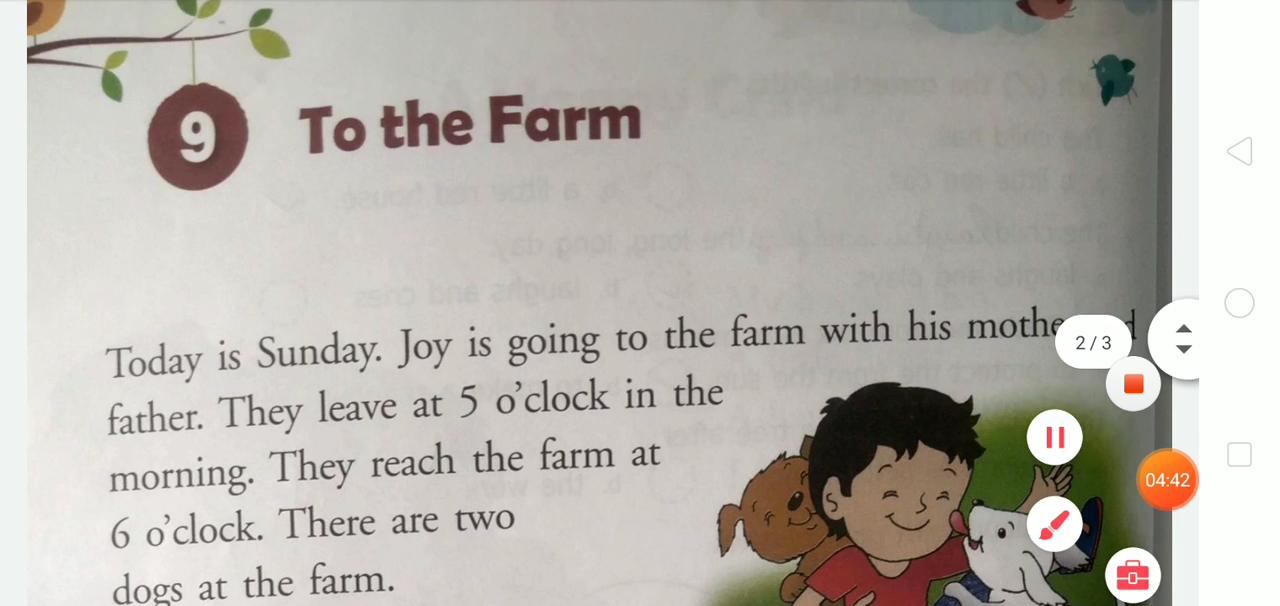 9 To the Farm
Today is Sunday. Joy is going to the farm with his
father. They leave at 5 o'clock in the
morning. They reach the farm at
6 o'clock. There are two
dogs at the farm.
2 / 3
04:42